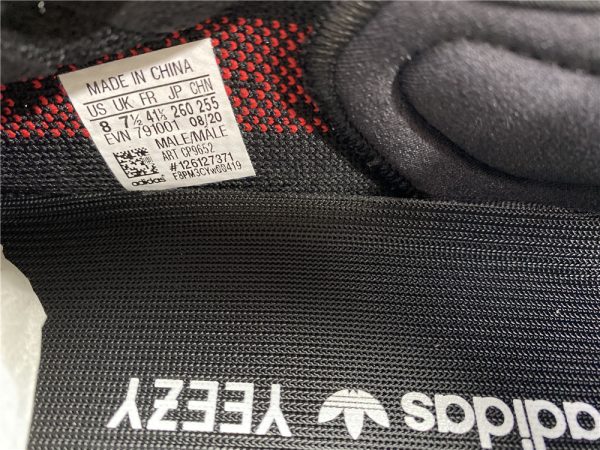 MADE IN CHINA
US UK FR JP CHN
8 7½ 41⅓ 260 255
EVN 791001 08/20
MALE/MALE
ART CP9652
#126127371
adidas
YEEZY adidas